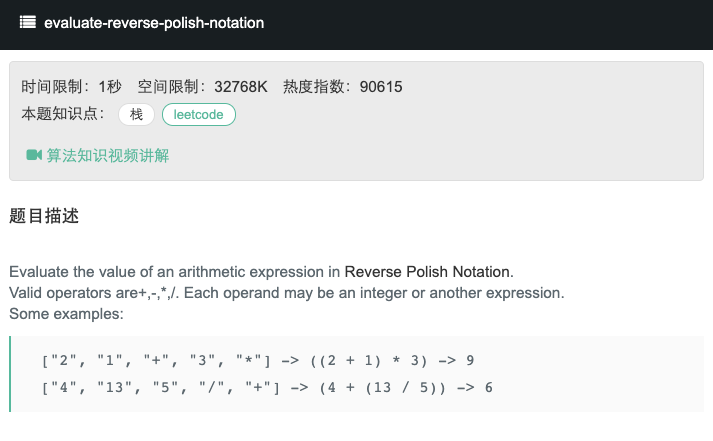 evaluate-reverse-polish-notation
时间限制：1秒 空间限制：32768K 热度指数：90615
本题知识点： 栈 leetcode
算法知识视频讲解
题目描述
Evaluate the value of an arithmetic expression in Reverse Polish Notation.
Valid operators are+,-,*,/. Each operand may be an integer or another expression.
Some examples:
["2", "1", "+", "3", "*"] -> ((2 + 1) * 3) -> 9
["4", "13", "5", "/", "+"] -> (4 + (13 / 5)) -> 6